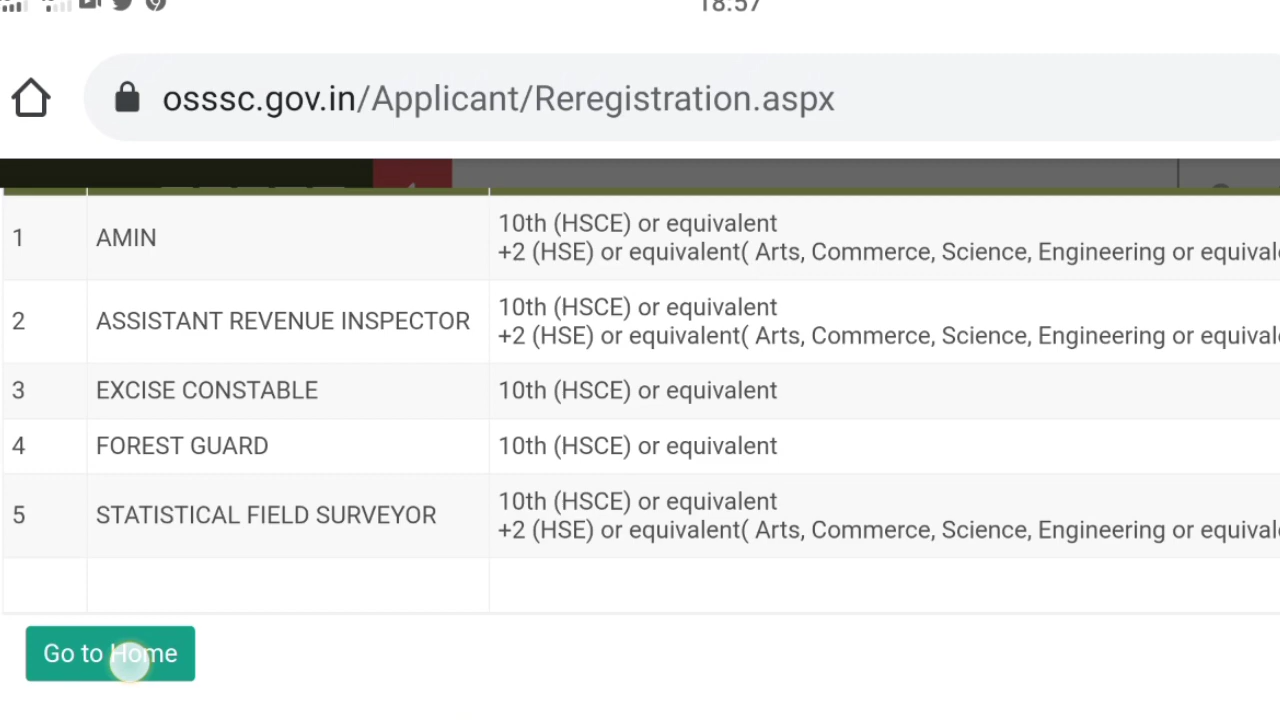 18:57
osssc.gov.in/Applicant/Reregistration.aspx
1 AMIN 10th (HSCE) or equivalent
+2 (HSE) or equivalent( Arts, Commerce, Science, Engineering or
2 ASSISTANT REVENUE INSPECTOR 10th (HSCE) or equivalent
+2 (HSE) or equivalent( Arts, Commerce, Science, Engineering or
3 EXCISE CONSTABLE 10th (HSCE) or equivalent
4 FOREST GUARD 10th (HSCE) or equivalent
5 STATISTICAL FIELD SURVEYOR 10th (HSCE) or equivalent
+2 (HSE) or equivalent( Arts, Commerce, Science, Engineering or
Go to Home